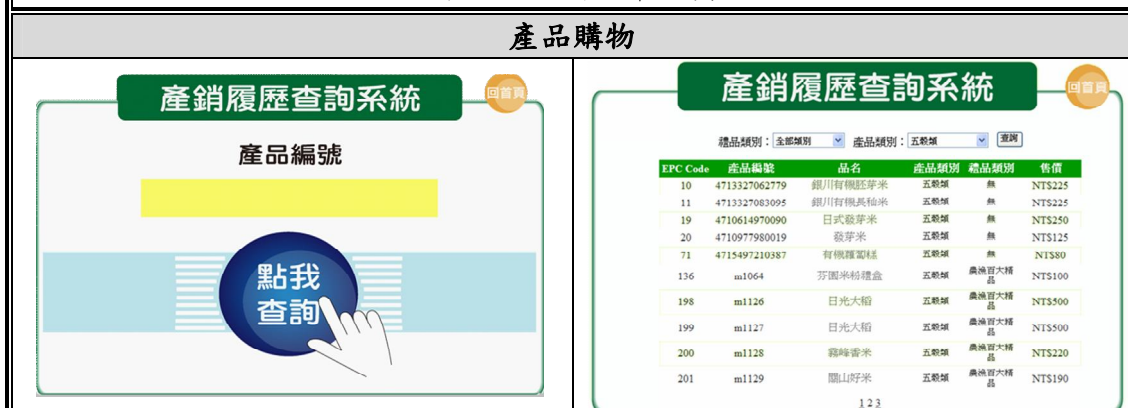 產品購物
產銷履歷查詢系統
回首頁
產品編號
點我
查詢
產銷履歷查詢系統
回首頁
禮品類別：全部類別 產品類別：五穀類 查詢
EPC Code 產品編號 品名 產品類別 禮品類別 售價
10 4713327062779 銀川有機胚芽米 五穀類 無 NT$225
11 4713327083095 銀川有機長秈米 五穀類 無 NT$225
19 4710614970090 日式發芽米 五穀類 無 NT$250
20 4710977980019 發芽米 五穀類 無 NT$125
71 4715497210387 有機蘿蔔糕 五穀類 無 NT$80
136 m1064 芬園米粉禮盒 五穀類 農漁百大精品 NT$100
198 m1126 日光大稻 五穀類 農漁百大精品 NT$500
199 m1127 日光大稻 五穀類 農漁百大精品 NT$500
200 m1128 霧峰香米 五穀類 農漁百大精品 NT$220
201 m1129 關山好米 五穀類 農漁百大精品 NT$190
1 2 3